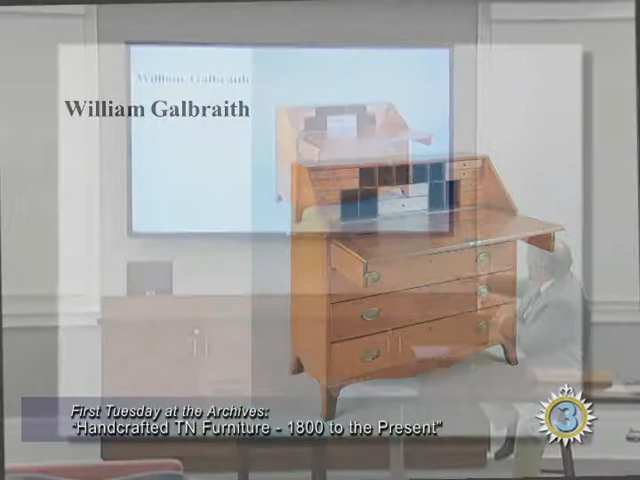 William Galbraith
William Galbraith
First Tuesday at the Archives:
"Handcrafted TN Furniture - 1800 to the Present"
3